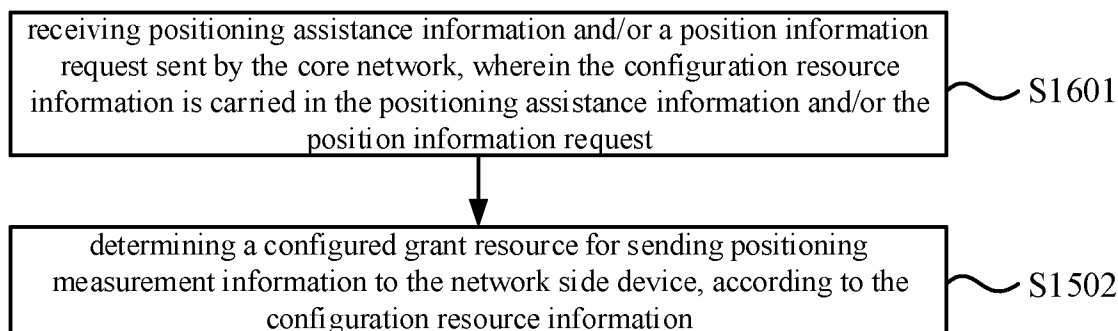 receiving positioning assistance information and/or a position information
request sent by the core network, wherein the configuration resource
information is carried in the positioning assistance information and/or the
position information request
S1601
determining a configured grant resource for sending positioning
measurement information to the network side device, according to the
configuration resource information
S1502